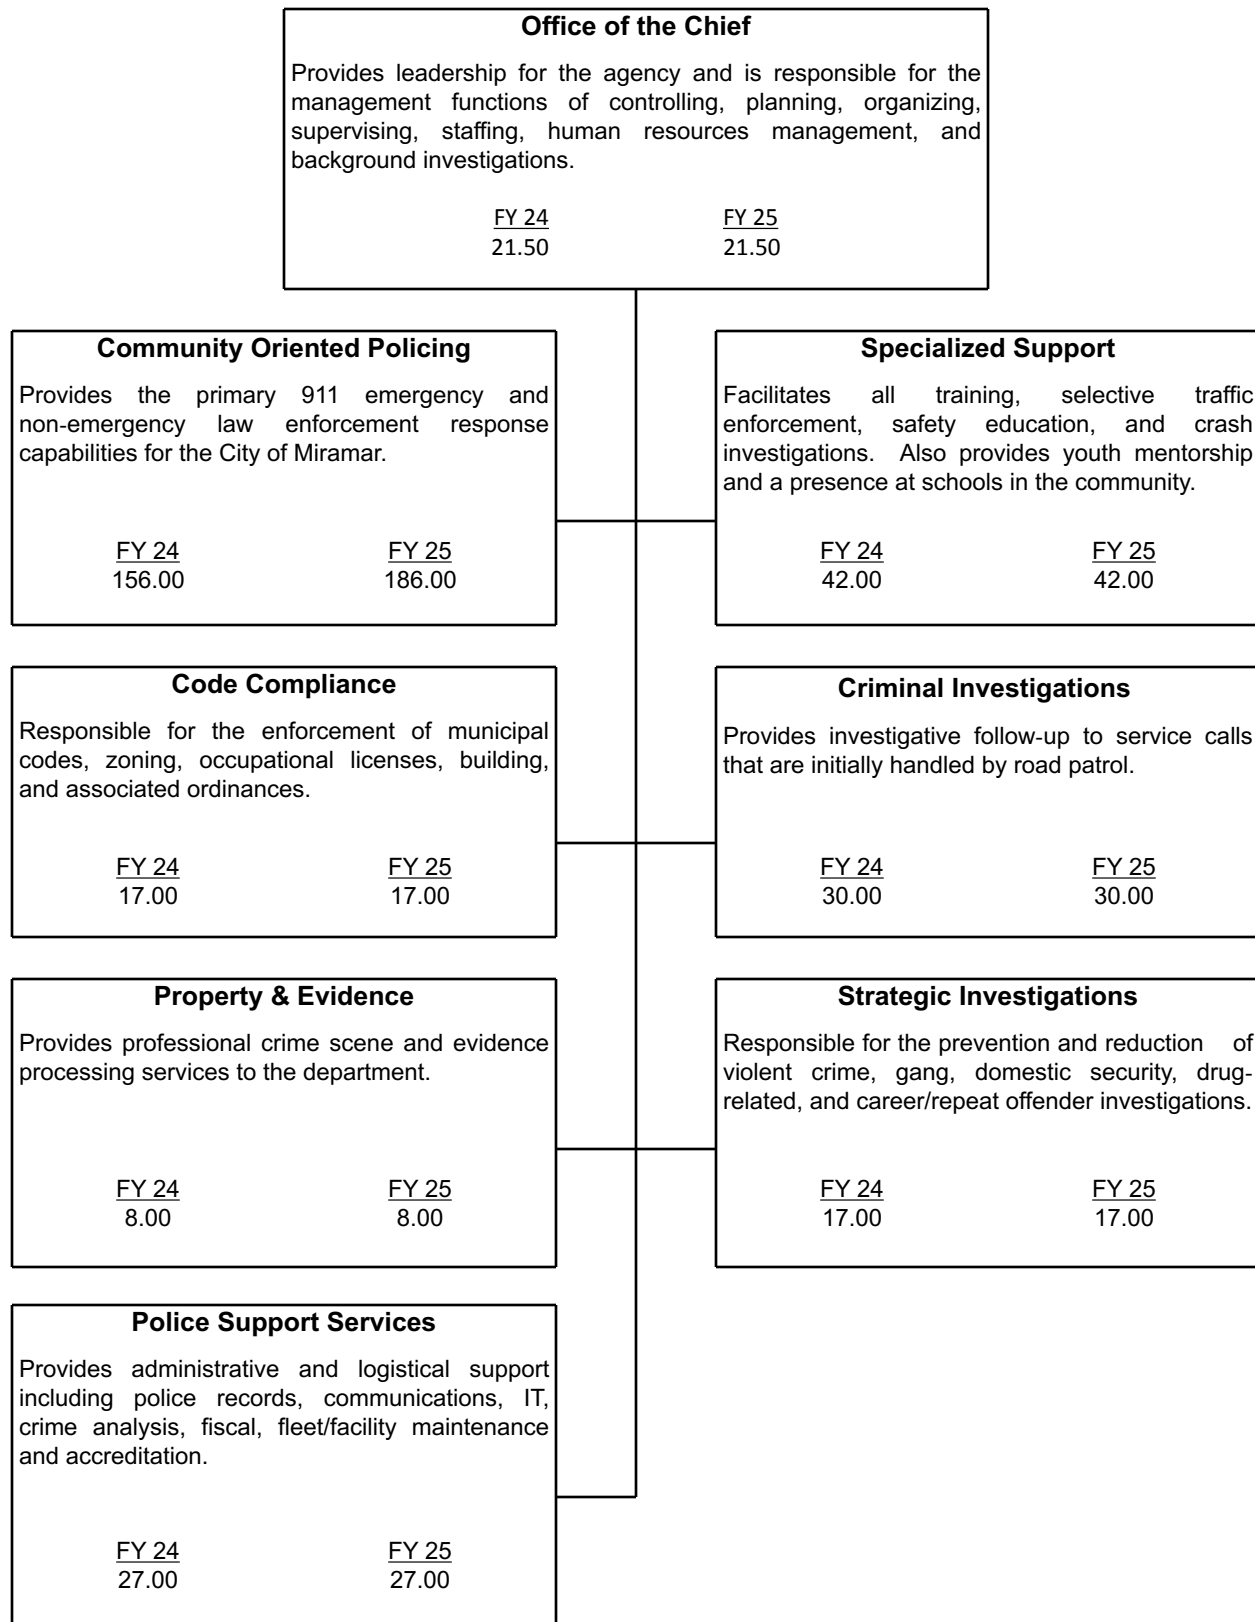 Office of the Chief
Provides leadership for the agency and is responsible for the
management functions of controlling, planning, organizing,
supervising, staffing, human resources management, and
background investigations.
FY 24 FY 25
21.50 21.50
Community Oriented Policing
Provides the primary 911 emergency and
non-emergency law enforcement response
capabilities for the City of Miramar.
FY 24 FY 25
156.00 186.00
Specialized Support
Facilitates all training, selective traffic
enforcement, safety education, and crash
investigations. Also provides youth mentorship
and a presence at schools in the community.
FY 24 FY 25
42.00 42.00
Code Compliance
Responsible for the enforcement of municipal
codes, zoning, occupational licenses, building,
and associated ordinances.
FY 24 FY 25
17.00 17.00
Criminal Investigations
Provides investigative follow-up to service calls
that are initially handled by road patrol.
FY 24 FY 25
30.00 30.00
Property & Evidence
Provides professional crime scene and evidence
processing services to the department.
FY 24 FY 25
8.00 8.00
Strategic Investigations
Responsible for the prevention and reduction of
violent crime, gang, domestic security, drug-
related, and career/repeat offender investigations.
FY 24 FY 25
17.00 17.00
Police Support Services
Provides administrative and logistical support
including police records, communications, IT,
crime analysis, fiscal, fleet/facility maintenance
and accreditation.
FY 24 FY 25
27.00 27.00